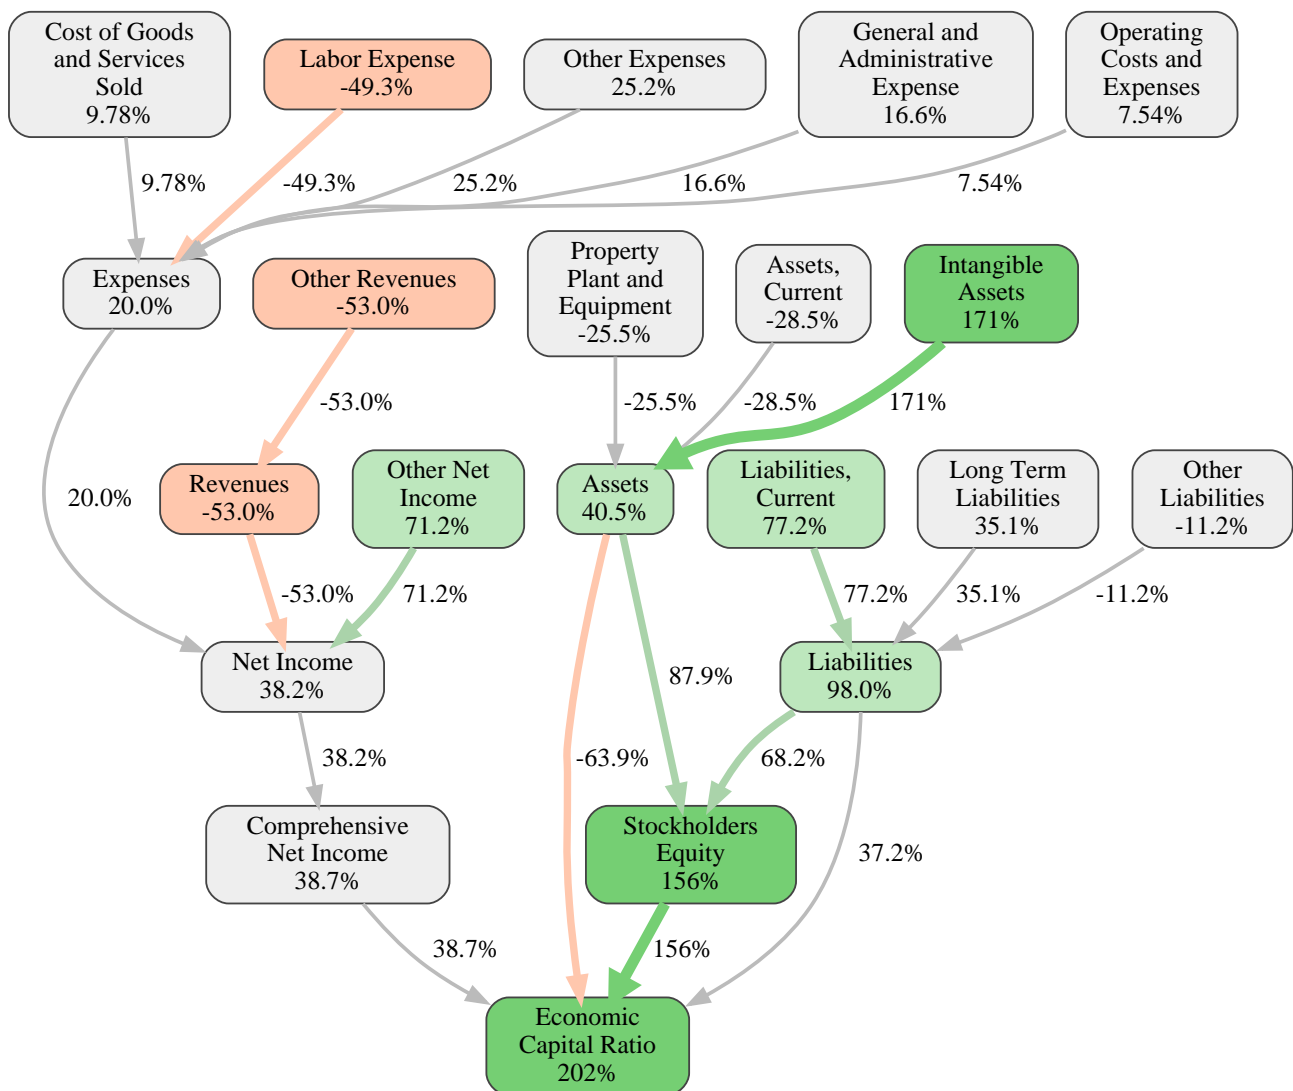 Cost of Goods
and Services
Sold
9.78%
Labor Expense
-49.3%
Other Expenses
25.2%
General and
Administrative
Expense
16.6%
Operating
Costs and
Expenses
7.54%
9.78%
-49.3%
25.2%
16.6%
7.54%
Expenses
20.0%
Other Revenues
-53.0%
Property
Plant and
Equipment
-25.5%
Assets,
Current
-28.5%
Intangible
Assets
171%
-53.0%
-25.5%
-28.5%
171%
20.0%
Revenues
-53.0%
Other Net
Income
71.2%
Assets
40.5%
Liabilities,
Current
77.2%
Long Term
Liabilities
35.1%
Other
Liabilities
-11.2%
-53.0%
71.2%
77.2%
35.1%
-11.2%
Net Income
38.2%
87.9%
Liabilities
98.0%
38.2%
-63.9%
68.2%
Comprehensive
Net Income
38.7%
Stockholders
Equity
156%
37.2%
38.7%
156%
Economic
Capital Ratio
202%